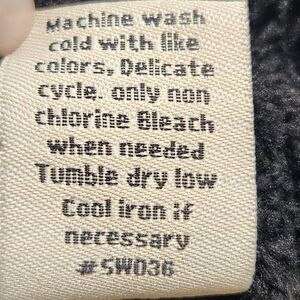 Machine wash
cold with like
colors, Delicate
cycle, only non
chlorine Bleach
when needed
Tumble dry low
Cool iron if
necessary
#SW036